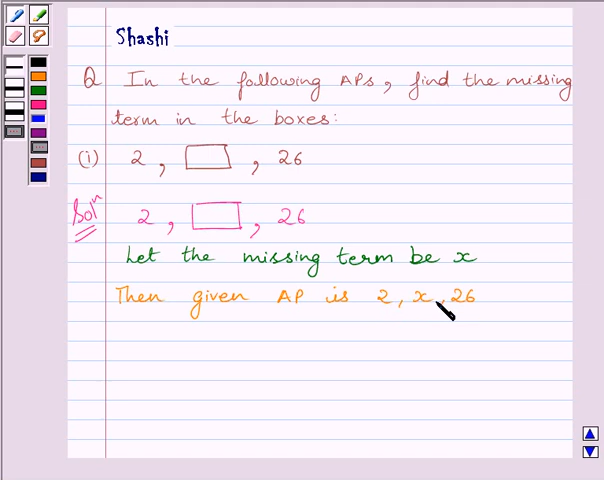 Shashi
Q In the following APs, find the missing
term in the boxes:
(i) 2, □, 26
Solⁿ 2, □, 26
Let the missing term be x
Then given AP is 2, x, 26